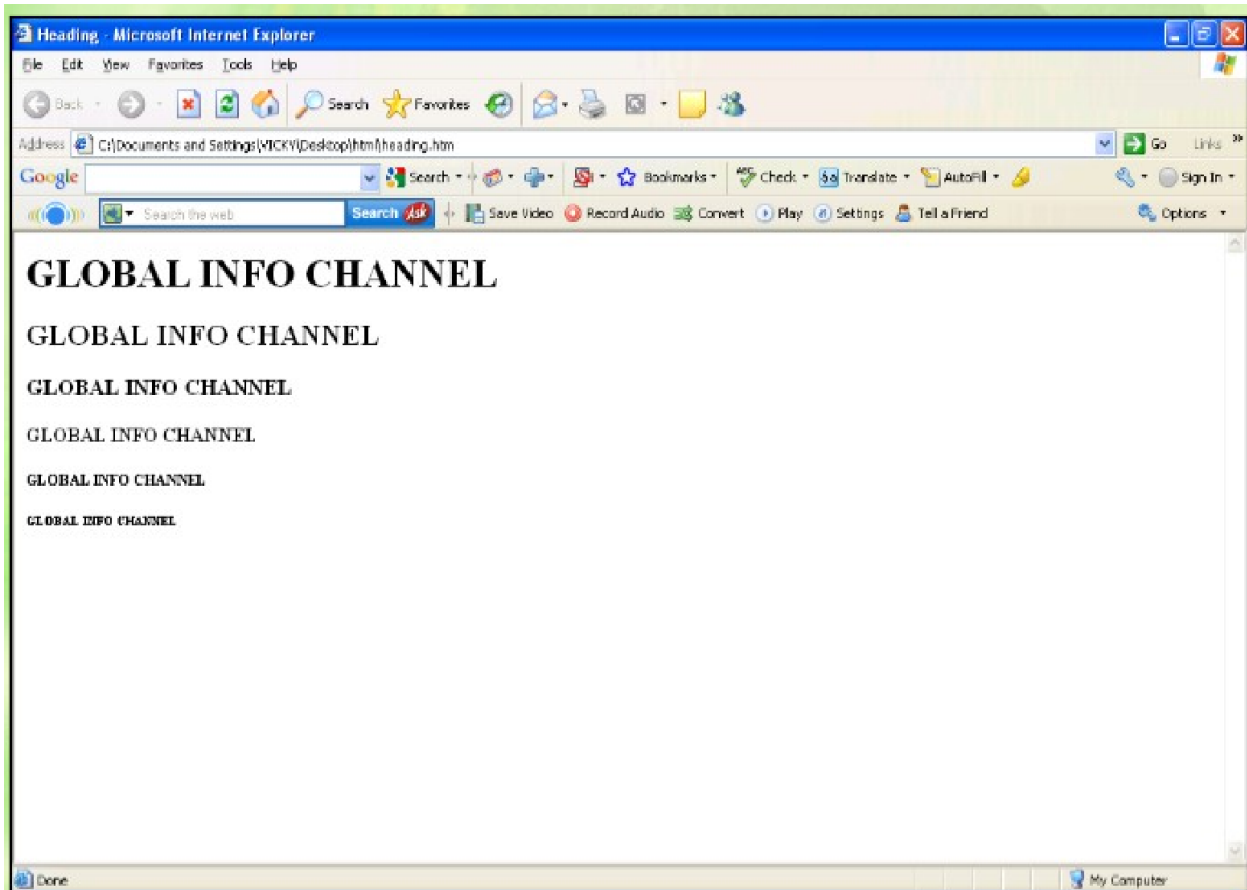 Heading - Microsoft Internet Explorer
File Edit View Favorites Tools Help
Back Search Favorites
Address C:\Documents and Settings\VICKY\Desktop\html\heading.htm Go Links »
Google Search Bookmarks Check Translate AutoFill Sign In
Search the web Search Ask Save Video Record Audio Convert Play Settings Tell a Friend Options
GLOBAL INFO CHANNEL
GLOBAL INFO CHANNEL
GLOBAL INFO CHANNEL
GLOBAL INFO CHANNEL
GLOBAL INFO CHANNEL
GLOBAL INFO CHANNEL
Done My Computer